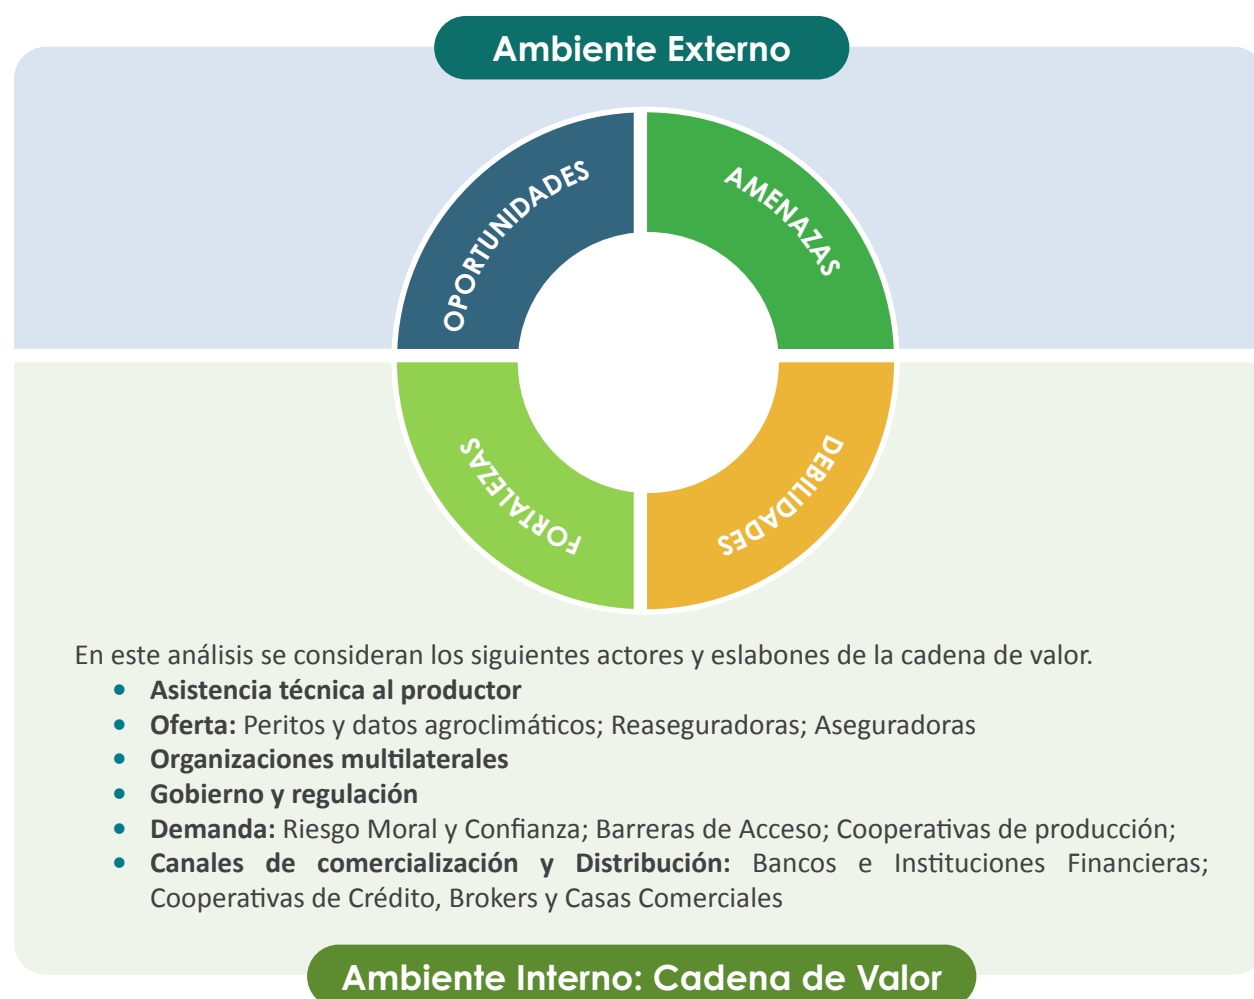 Ambiente Externo
OPORTUNIDADES
AMENAZAS
FORTALEZAS
DEBILIDADES
En este análisis se consideran los siguientes actores y eslabones de la cadena de valor.
• Asistencia técnica al productor
• Oferta: Peritos y datos agroclimáticos; Reaseguradoras; Aseguradoras
• Organizaciones multilaterales
• Gobierno y regulación
• Demanda: Riesgo Moral y Confianza; Barreras de Acceso; Cooperativas de producción;
• Canales de comercialización y Distribución: Bancos e Instituciones Financieras;
Cooperativas de Crédito, Brokers y Casas Comerciales
Ambiente Interno: Cadena de Valor